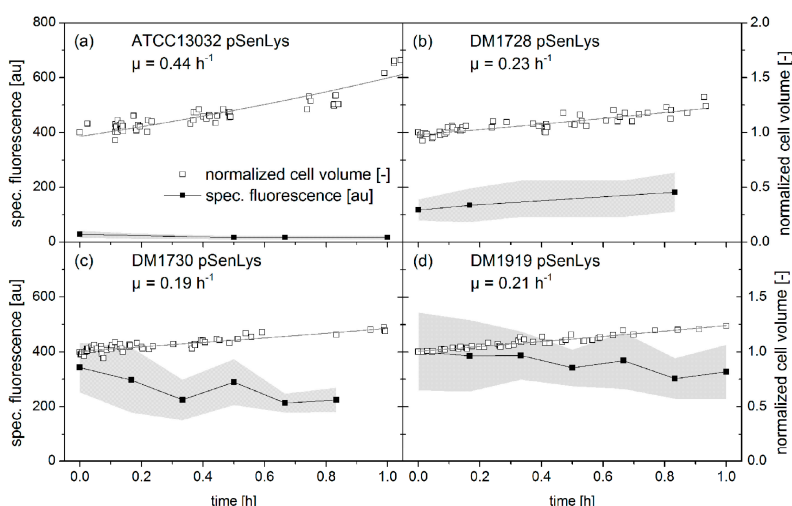 (a) ATCC13032 pSenLys
µ = 0.44 h⁻¹
(b) DM1728 pSenLys
µ = 0.23 h⁻¹
800
600
400
200
0
spec. fluorescence [au]
normalized cell volume [-]
spec. fluorescence [au]
2.0
1.5
1.0
0.5
0.0
normalized cell volume [-]
(c) DM1730 pSenLys
µ = 0.19 h⁻¹
(d) DM1919 pSenLys
µ = 0.21 h⁻¹
600
400
200
0
spec. fluorescence [au]
1.5
1.0
0.5
0.0
normalized cell volume [-]
0.0 0.2 0.4 0.6 0.8 1.0
0.0 0.2 0.4 0.6 0.8 1.0
time [h]
time [h]